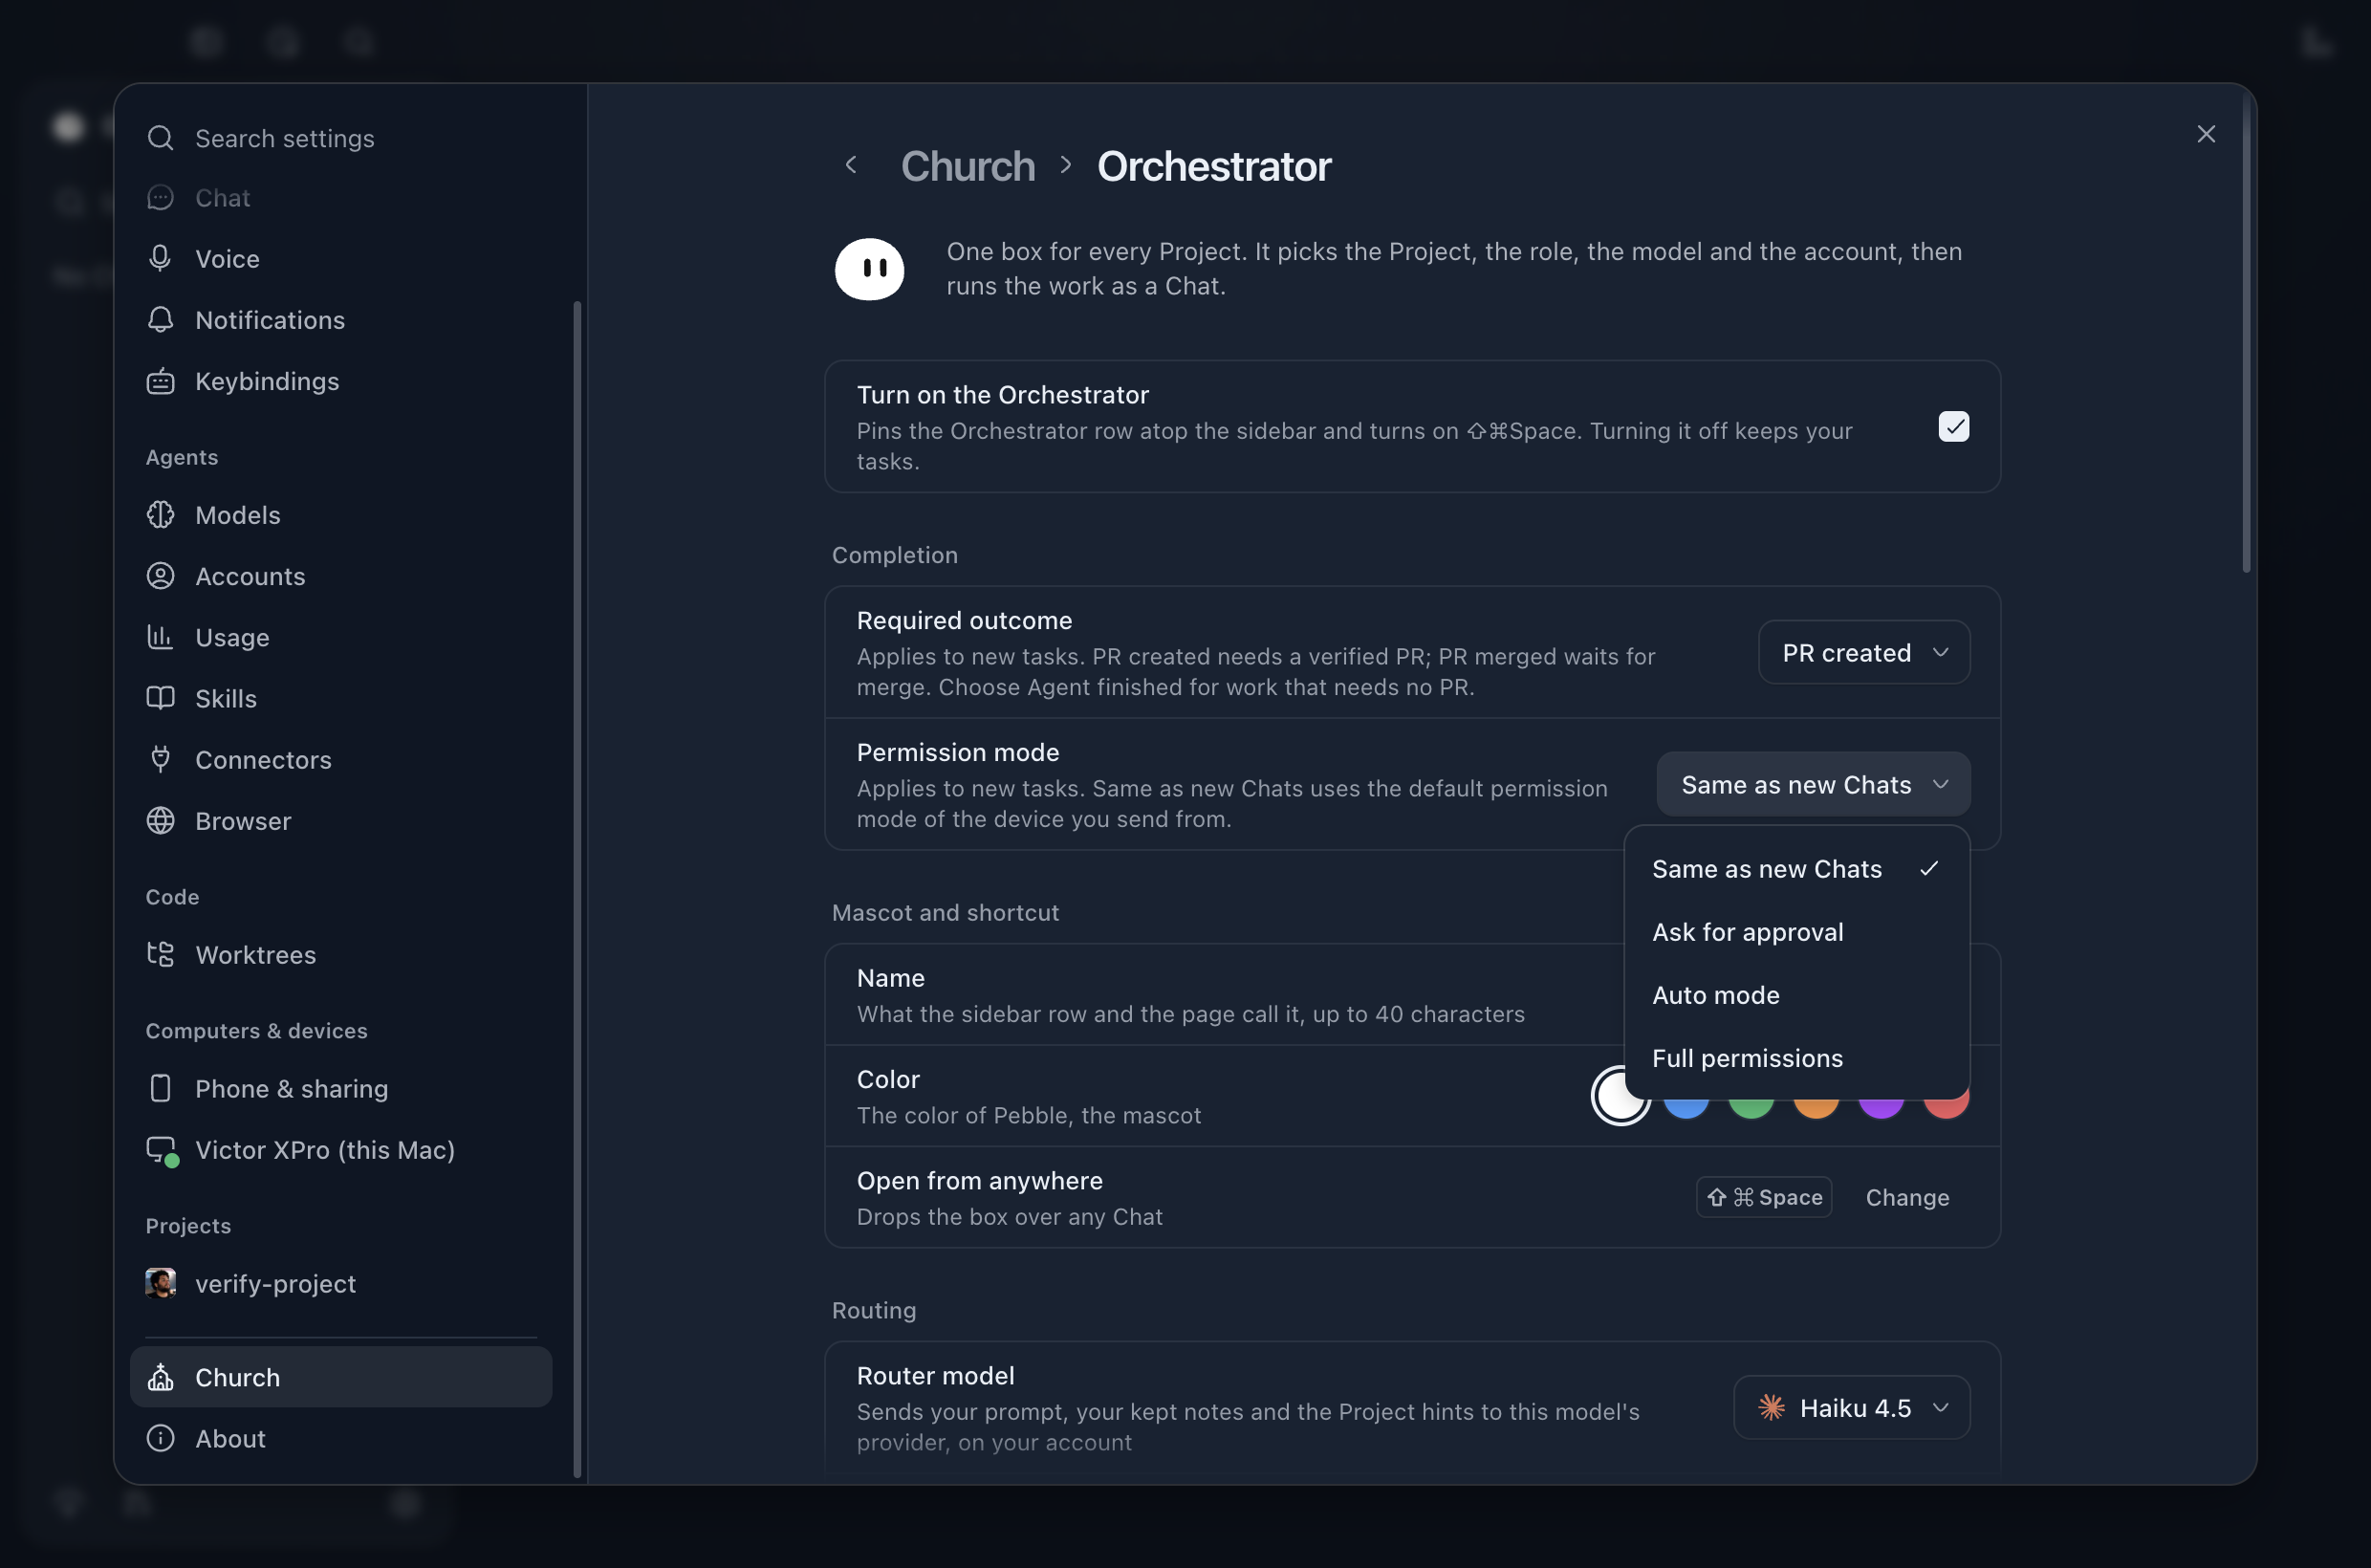 Search settings
Chat
Voice
Notifications
Keybindings
Agents
Models
Accounts
Usage
Skills
Connectors
Browser
Code
Worktrees
Computers & devices
Phone & sharing
Victor XPro (this Mac)
Projects
verify-project
Church
About
Church > Orchestrator
One box for every Project. It picks the Project, the role, the model and the account, then
runs the work as a Chat.
Turn on the Orchestrator
Pins the Orchestrator row atop the sidebar and turns on ⇧⌘Space. Turning it off keeps your
tasks.
Completion
Required outcome
Applies to new tasks. PR created needs a verified PR; PR merged waits for
merge. Choose Agent finished for work that needs no PR.
PR created
Permission mode
Applies to new tasks. Same as new Chats uses the default permission
mode of the device you send from.
Same as new Chats
Same as new Chats ✓
Ask for approval
Auto mode
Full permissions
Mascot and shortcut
Name
What the sidebar row and the page call it, up to 40 characters
Color
The color of Pebble, the mascot
Open from anywhere
Drops the box over any Chat
⇧ ⌘ Space
Change
Routing
Router model
Sends your prompt, your kept notes and the Project hints to this model's
provider, on your account
Haiku 4.5